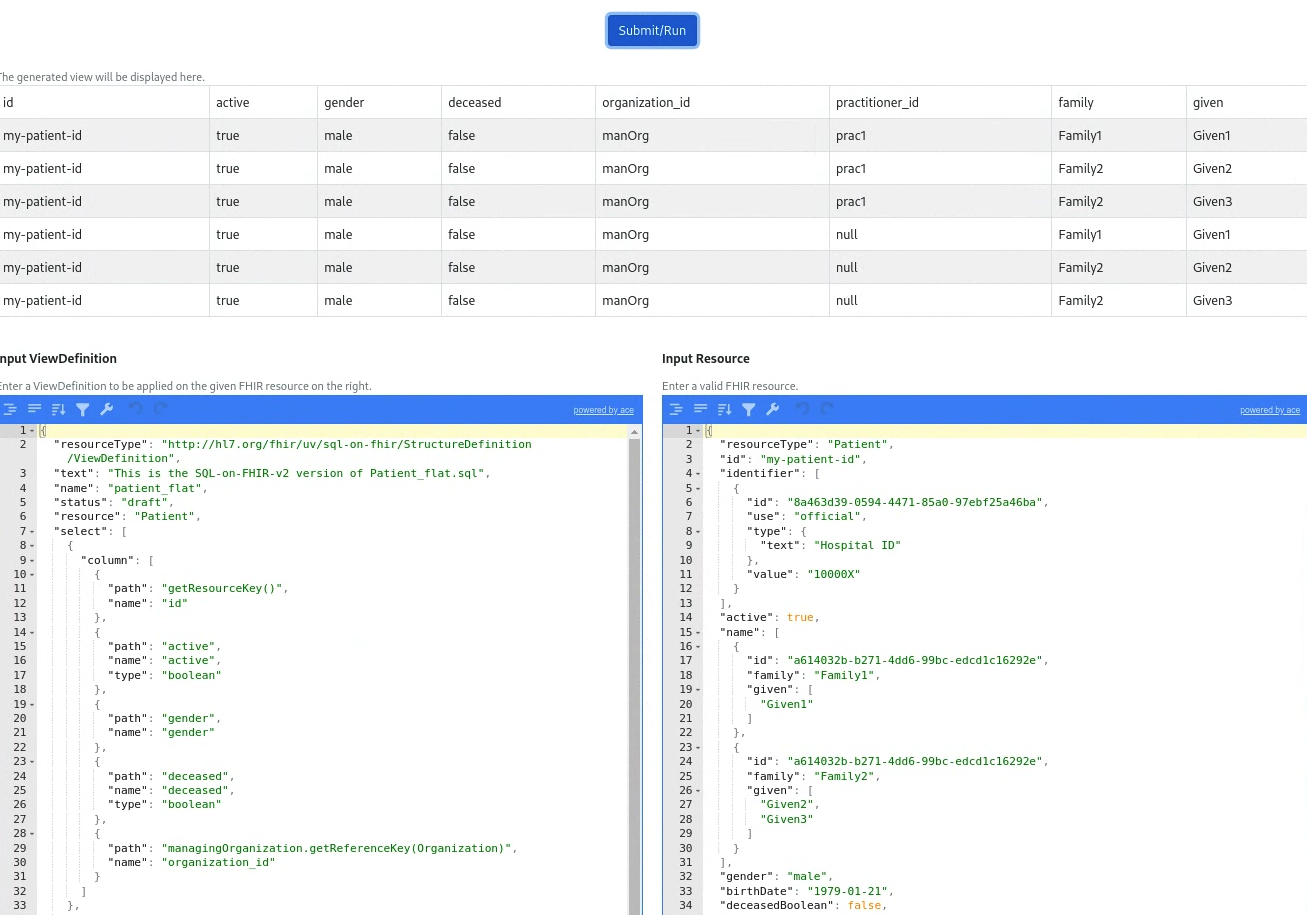 Submit/Run
The generated view will be displayed here.
id active gender deceased organization_id practitioner_id family given
my-patient-id true male false manOrg prac1 Family1 Given1
my-patient-id true male false manOrg prac1 Family2 Given2
my-patient-id true male false manOrg prac1 Family2 Given3
my-patient-id true male false manOrg null Family1 Given1
my-patient-id true male false manOrg null Family2 Given2
my-patient-id true male false manOrg null Family2 Given3
nput ViewDefinition
Enter a ViewDefinition to be applied on the given FHIR resource on the right.
powered by ace
1 {
2 "resourceType": "http://hl7.org/fhir/uv/sql-on-fhir/StructureDefinition
/ViewDefinition",
3 "text": "This is the SQL-on-FHIR-v2 version of Patient_flat.sql",
4 "name": "patient_flat",
5 "status": "draft",
6 "resource": "Patient",
7 "select": [
8 {
9 "column": [
10 {
11 "path": "getResourceKey()",
12 "name": "id"
13 },
14 {
15 "path": "active",
16 "name": "active",
17 "type": "boolean"
18 },
19 {
20 "path": "gender",
21 "name": "gender"
22 },
23 {
24 "path": "deceased",
25 "name": "deceased",
26 "type": "boolean"
27 },
28 {
29 "path": "managingOrganization.getReferenceKey(Organization)",
30 "name": "organization_id"
31 }
32 ]
33 },
Input Resource
Enter a valid FHIR resource.
powered by ace
1 {
2 "resourceType": "Patient",
3 "id": "my-patient-id",
4 "identifier": [
5 {
6 "id": "8a463d39-0594-4471-85a0-97ebf25a46ba",
7 "use": "official",
8 "type": {
9 "text": "Hospital ID"
10 },
11 "value": "10000X"
12 }
13 ],
14 "active": true,
15 "name": [
16 {
17 "id": "a614032b-b271-4dd6-99bc-edcd1c16292e",
18 "family": "Family1",
19 "given": [
20 "Given1"
21 ]
22 },
23 {
24 "id": "a614032b-b271-4dd6-99bc-edcd1c16292e",
25 "family": "Family2",
26 "given": [
27 "Given2",
28 "Given3"
29 ]
30 }
31 ],
32 "gender": "male",
33 "birthDate": "1979-01-21",
34 "deceasedBoolean": false,